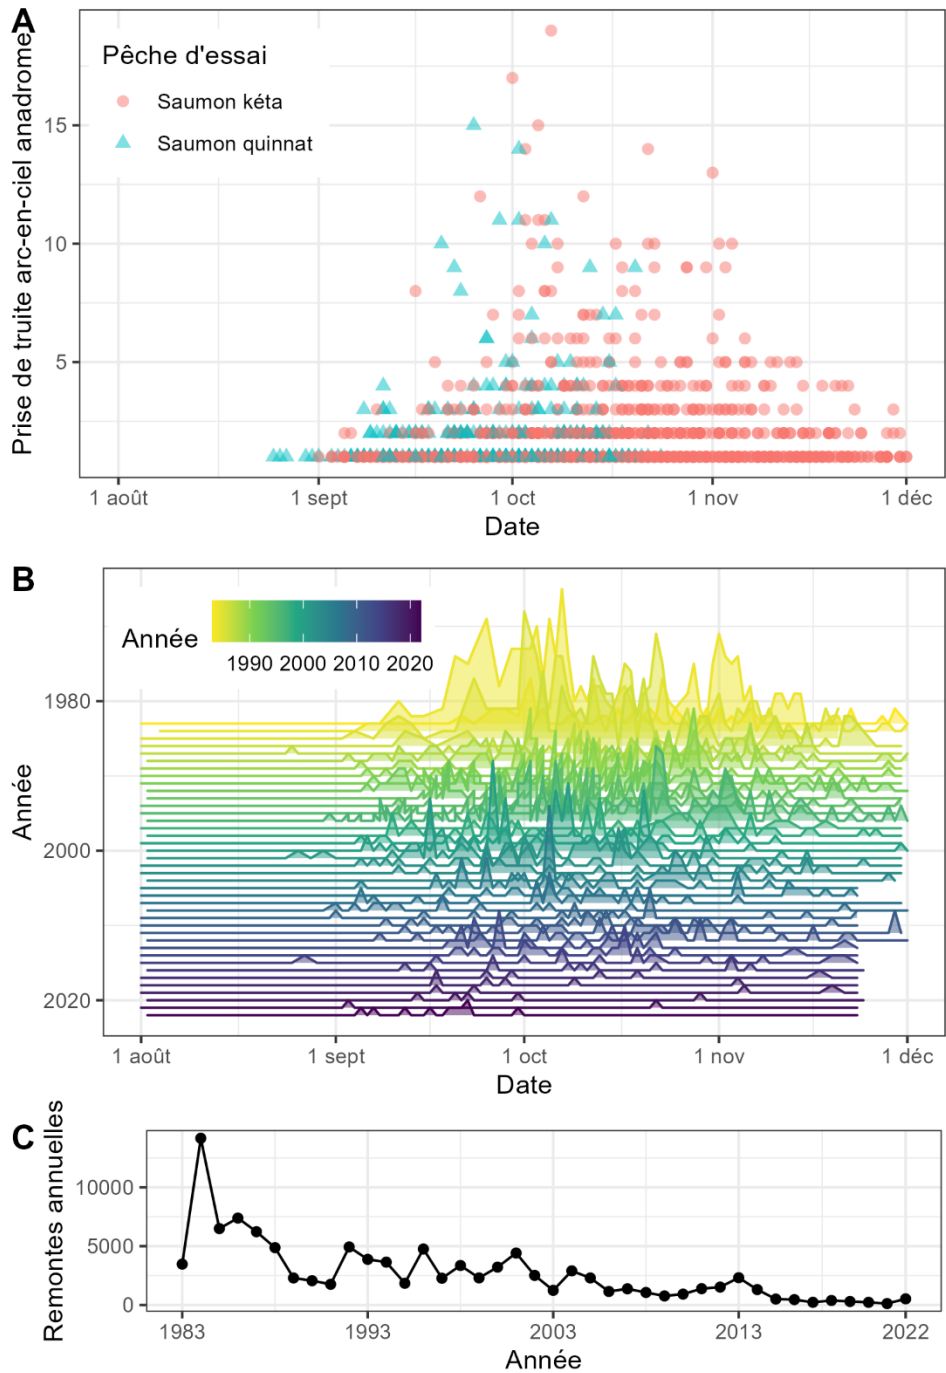 A
Prise de truite arc-en-ciel anadrome
Pêche d'essai
Saumon kéta
Saumon quinnat
15
10
5
1 août
1 sept
1 oct
1 nov
1 déc
Date
B
Année
1990
2000
2010
2020
Année
1980
2000
2020
1 août
1 sept
1 oct
1 nov
1 déc
Date
C
Remontes annuelles
10000
5000
0
1983
1993
2003
2013
2022
Année